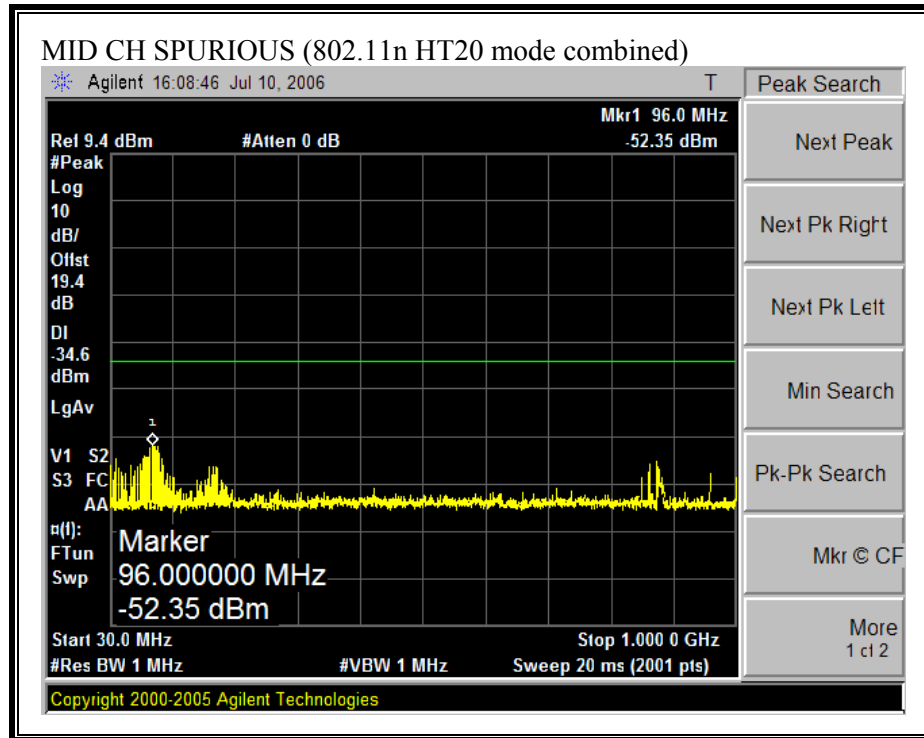 MID CH SPURIOUS (802.11n HT20 mode combined)
Agilent 16:08:46 Jul 10, 2006 T
Peak Search
Mkr1 96.0 MHz
Ref 9.4 dBm #Atten 0 dB -52.35 dBm
#Peak
Log
10
dB/
Offst
19.4
dB
DI
-34.6
dBm
LgAv
1
V1 S2
S3 FC
AA
¤(f):
FTun
Swp
Marker
96.000000 MHz
-52.35 dBm
Start 30.0 MHz Stop 1.000 0 GHz
#Res BW 1 MHz #VBW 1 MHz Sweep 20 ms (2001 pts)
Copyright 2000-2005 Agilent Technologies
Next Peak
Next Pk Right
Next Pk Left
Min Search
Pk-Pk Search
Mkr © CF
More
1 of 2